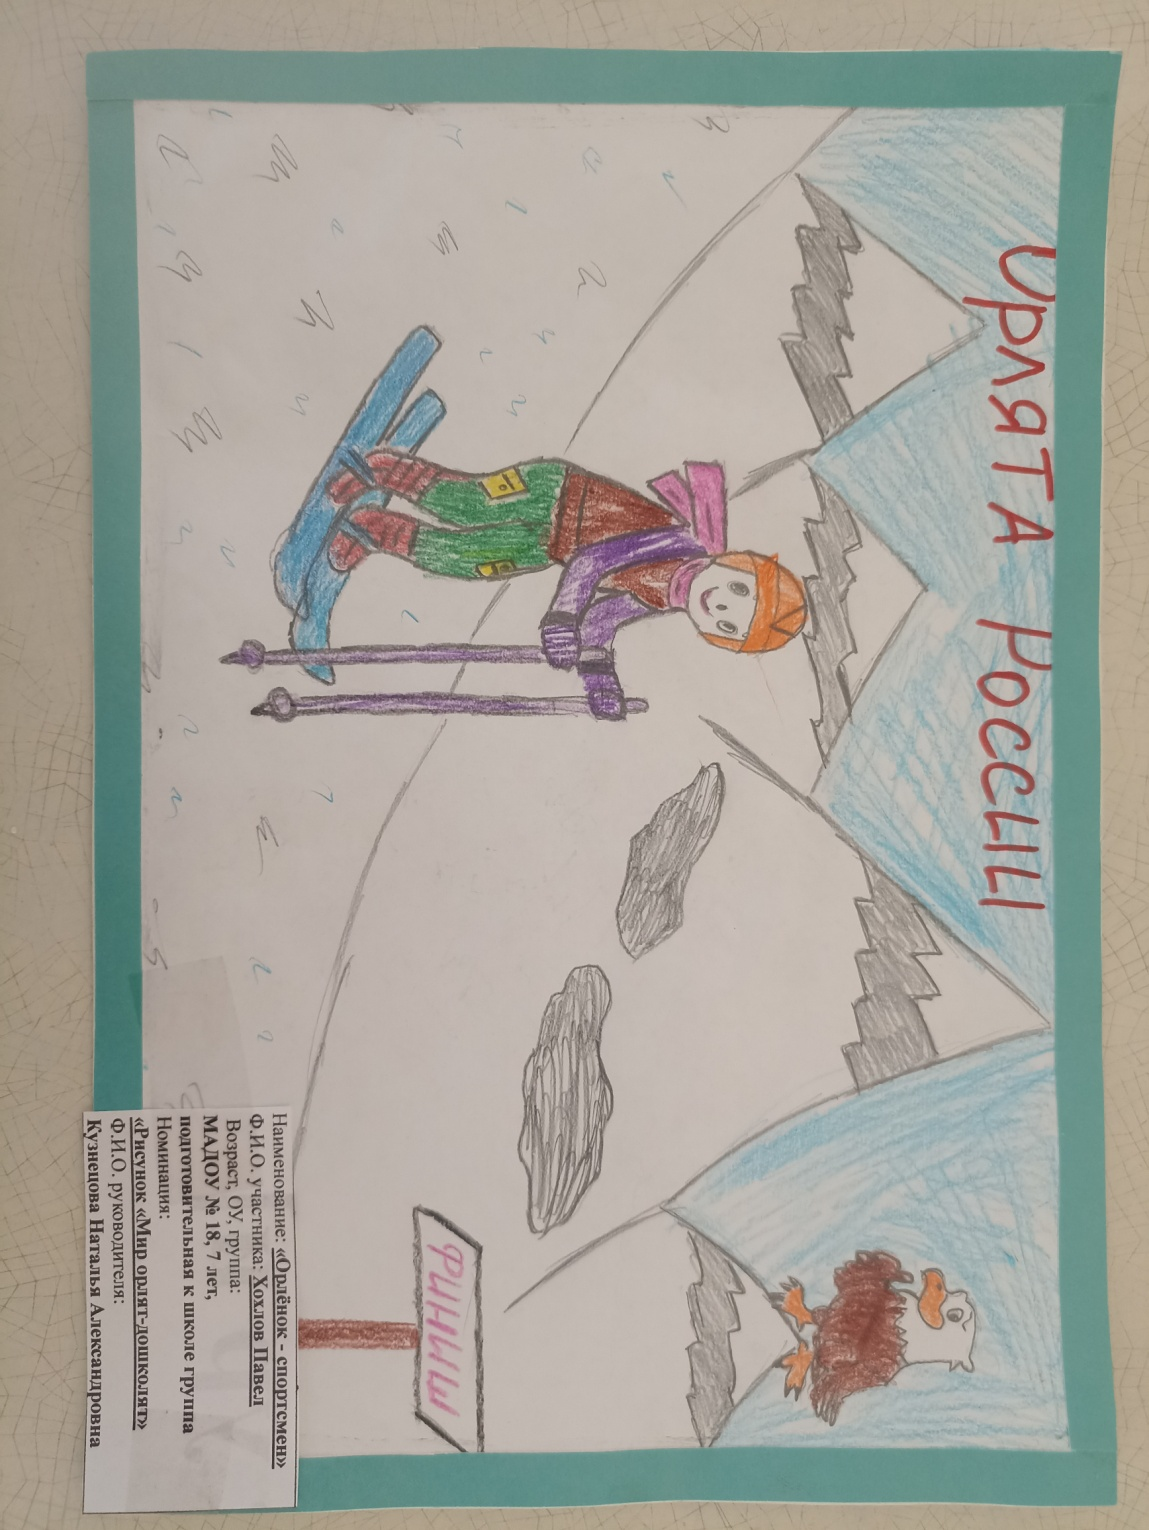 Орлята России
ФИНИШ
Наименование: «Орлёнок - спортсмен»
Ф.И.О. участника: Хохлов Павел
Возраст, ОУ, группа:
МАДОУ № 18, 7 лет,
подготовительная к школе группа
Номинация:
«Рисунок «Мир орлят-дошколят»
Ф.И.О. руководителя:
Кузнецова Наталья Александровна